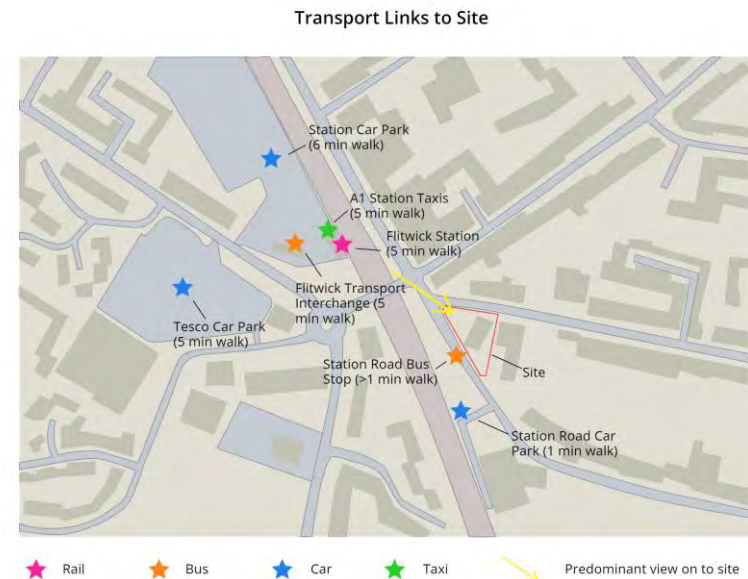 Transport Links to Site
Station Car Park
(6 min walk)
A1 Station Taxis
(5 min walk)
Flitwick Station
(5 min walk)
Flitwick Transport
Interchange (5
min walk)
Tesco Car Park
(5 min walk)
Station Road Bus
Stop (>1 min walk)
Site
Station Road Car
Park (1 min walk)
Rail
Bus
Car
Taxi
Predominant view on to site